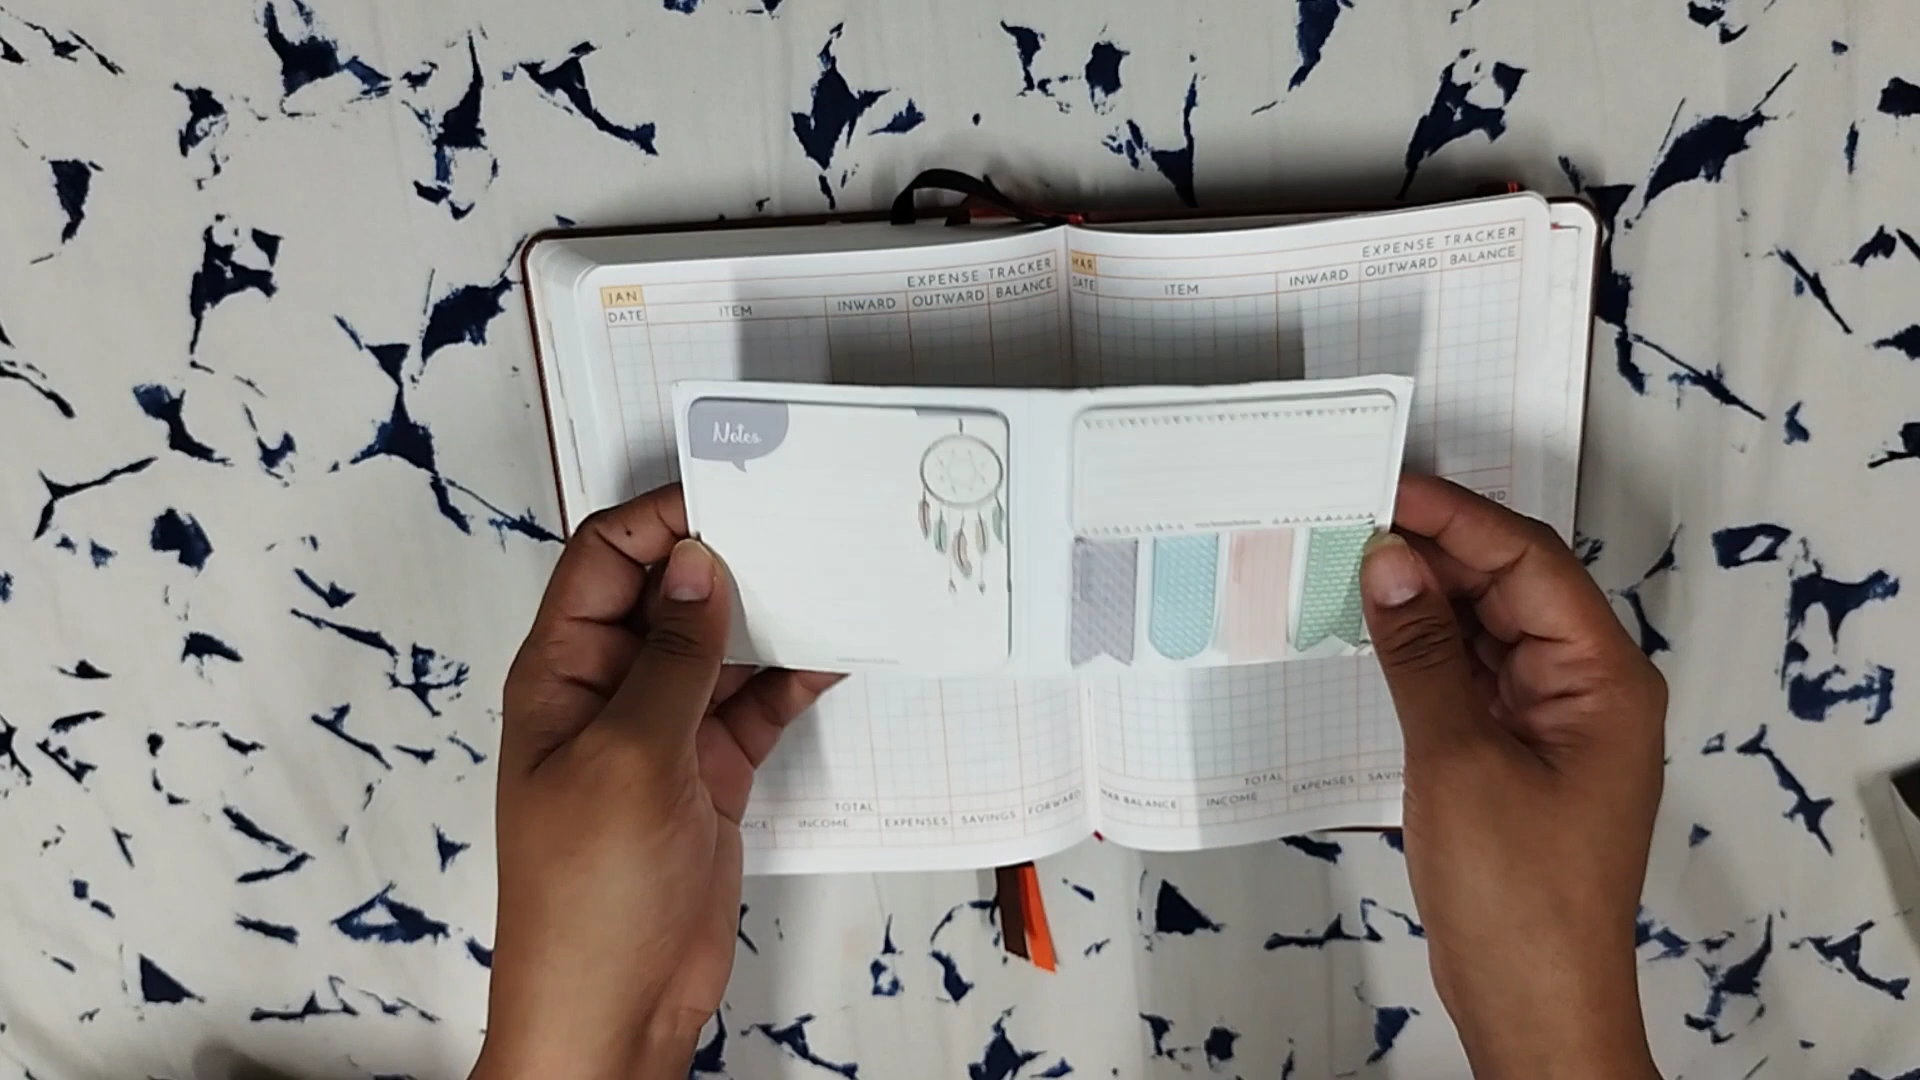 EXPENSE TRACKER
JAN
DATE ITEM INWARD OUTWARD BALANCE
EXPENSE TRACKER
MAR
DATE ITEM INWARD OUTWARD BALANCE
Notes
TOTAL
INCOME EXPENSES SAVINGS FORWARD
TOTAL
MAR BALANCE INCOME EXPENSES